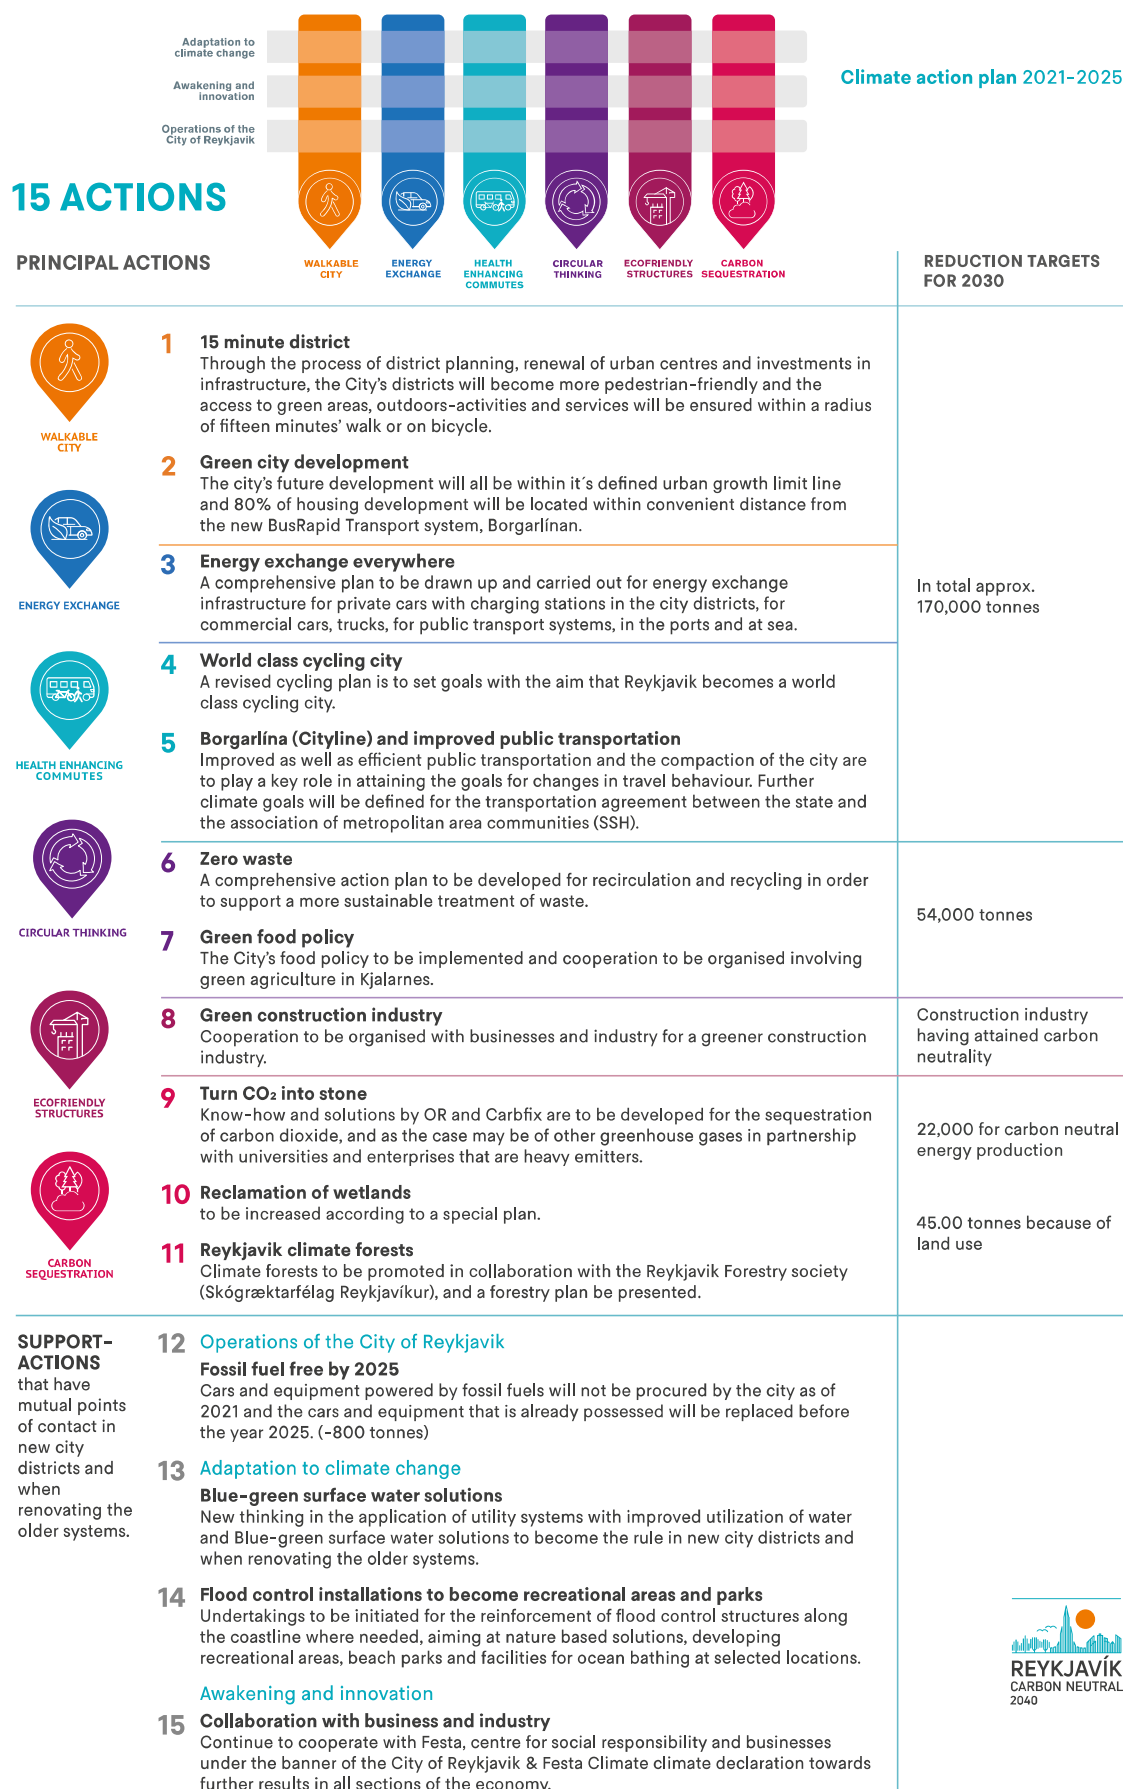 Adaptation to
climate change
Awakening and
innovation
Operations of the
City of Reykjavik
Climate action plan 2021-2025
15 ACTIONS
PRINCIPAL ACTIONS
WALKABLE
CITY
ENERGY
EXCHANGE
HEALTH
ENHANCING
COMMUTES
CIRCULAR
THINKING
ECOFRIENDLY
STRUCTURES
CARBON
SEQUESTRATION
REDUCTION TARGETS
FOR 2030
WALKABLE
CITY
1 15 minute district
Through the process of district planning, renewal of urban centres and investments in
infrastructure, the City's districts will become more pedestrian-friendly and the
access to green areas, outdoors-activities and services will be ensured within a radius
of fifteen minutes' walk or on bicycle.
2 Green city development
The city's future development will all be within it´s defined urban growth limit line
and 80% of housing development will be located within convenient distance from
the new BusRapid Transport system, Borgarlínan.
ENERGY EXCHANGE
3 Energy exchange everywhere
A comprehensive plan to be drawn up and carried out for energy exchange
infrastructure for private cars with charging stations in the city districts, for
commercial cars, trucks, for public transport systems, in the ports and at sea.
In total approx.
170,000 tonnes
HEALTH ENHANCING
COMMUTES
4 World class cycling city
A revised cycling plan is to set goals with the aim that Reykjavik becomes a world
class cycling city.
5 Borgarlína (Cityline) and improved public transportation
Improved as well as efficient public transportation and the compaction of the city are
to play a key role in attaining the goals for changes in travel behaviour. Further
climate goals will be defined for the transportation agreement between the state and
the association of metropolitan area communities (SSH).
CIRCULAR THINKING
6 Zero waste
A comprehensive action plan to be developed for recirculation and recycling in order
to support a more sustainable treatment of waste.
54,000 tonnes
7 Green food policy
The City's food policy to be implemented and cooperation to be organised involving
green agriculture in Kjalarnes.
ECOFRIENDLY
STRUCTURES
8 Green construction industry
Cooperation to be organised with businesses and industry for a greener construction
industry.
Construction industry
having attained carbon
neutrality
CARBON
SEQUESTRATION
9 Turn CO₂ into stone
Know-how and solutions by OR and Carbfix are to be developed for the sequestration
of carbon dioxide, and as the case may be of other greenhouse gases in partnership
with universities and enterprises that are heavy emitters.
22,000 for carbon neutral
energy production
10 Reclamation of wetlands
to be increased according to a special plan.
45.00 tonnes because of
land use
11 Reykjavik climate forests
Climate forests to be promoted in collaboration with the Reykjavik Forestry society
(Skógræktarfélag Reykjavíkur), and a forestry plan be presented.
SUPPORT-
ACTIONS
that have
mutual points
of contact in
new city
districts and
when
renovating the
older systems.
12 Operations of the City of Reykjavik
Fossil fuel free by 2025
Cars and equipment powered by fossil fuels will not be procured by the city as of
2021 and the cars and equipment that is already possessed will be replaced before
the year 2025. (-800 tonnes)
13 Adaptation to climate change
Blue-green surface water solutions
New thinking in the application of utility systems with improved utilization of water
and Blue-green surface water solutions to become the rule in new city districts and
when renovating the older systems.
14 Flood control installations to become recreational areas and parks
Undertakings to be initiated for the reinforcement of flood control structures along
the coastline where needed, aiming at nature based solutions, developing
recreational areas, beach parks and facilities for ocean bathing at selected locations.
Awakening and innovation
15 Collaboration with business and industry
Continue to cooperate with Festa, centre for social responsibility and businesses
under the banner of the City of Reykjavik & Festa Climate climate declaration towards
further results in all sections of the economy.
REYKJAVÍK
CARBON NEUTRAL
2040